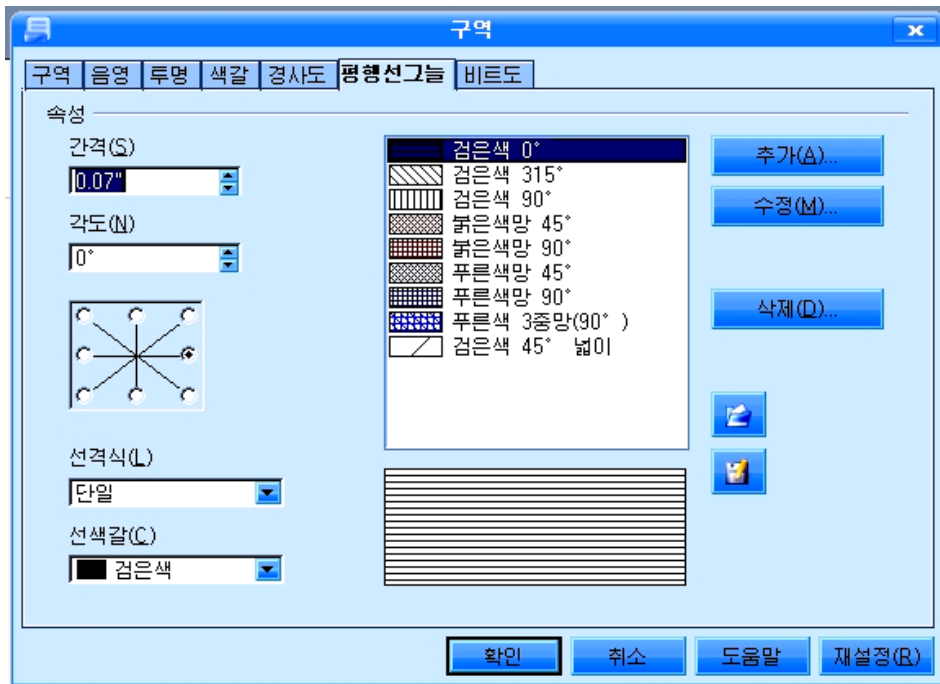 구역
구역 음영 투명 색갈 경사도 평행선그늘 비트도
속성
간격(S)
0.07"
각도(N)
0°
선격식(L)
단일
선색갈(C)
검은색
검은색 0°
검은색 315°
검은색 90°
붉은색망 45°
붉은색망 90°
푸른색망 45°
푸른색망 90°
푸른색 3중망(90° )
검은색 45° 넓이
추가(A)...
수정(M)...
삭제(D)...
확인 취소 도움말 재설정(R)